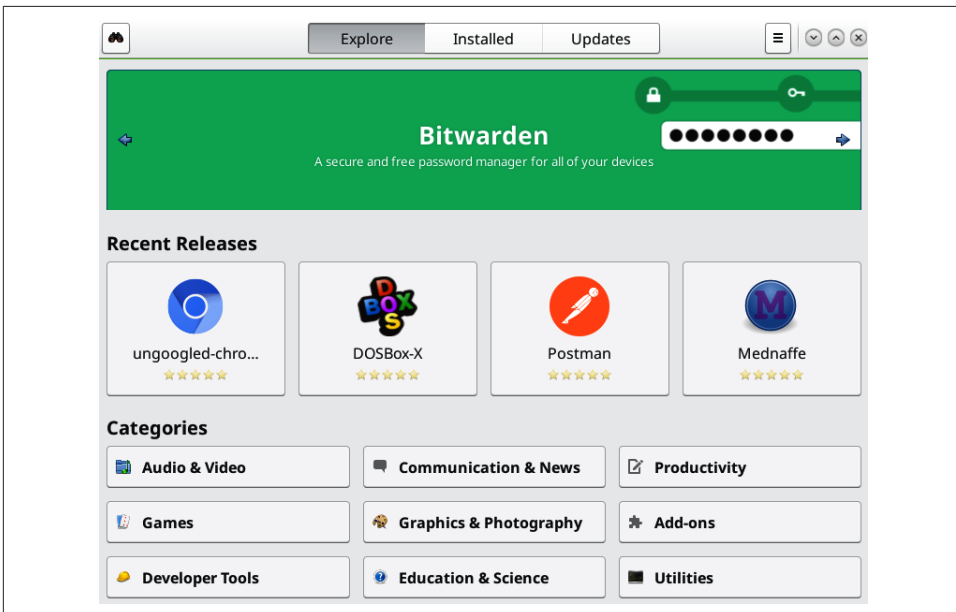 Explore Installed Updates
Bitwarden
A secure and free password manager for all of your devices
Recent Releases
D
BOX
S
M
ungoogled-chro... DOSBox-X Postman Mednaffe
Categories
Audio & Video Communication & News Productivity
Games Graphics & Photography Add-ons
Developer Tools Education & Science Utilities